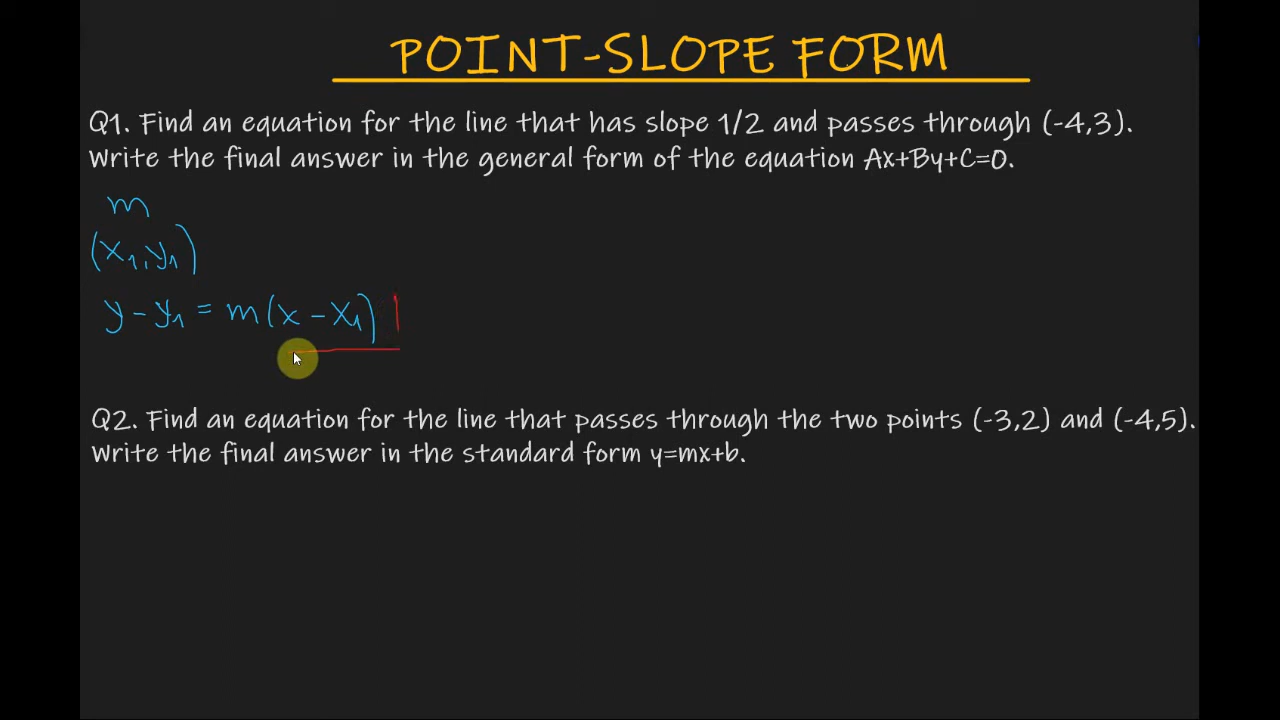 POINT-SLOPE FORM
Q1. Find an equation for the line that has slope 1/2 and passes through (-4,3).
Write the final answer in the general form of the equation Ax+By+C=0.
m
(x₁,y₁)
y - y₁ = m(x - x₁)
Q2. Find an equation for the line that passes through the two points (-3,2) and (-4,5).
Write the final answer in the standard form y=mx+b.